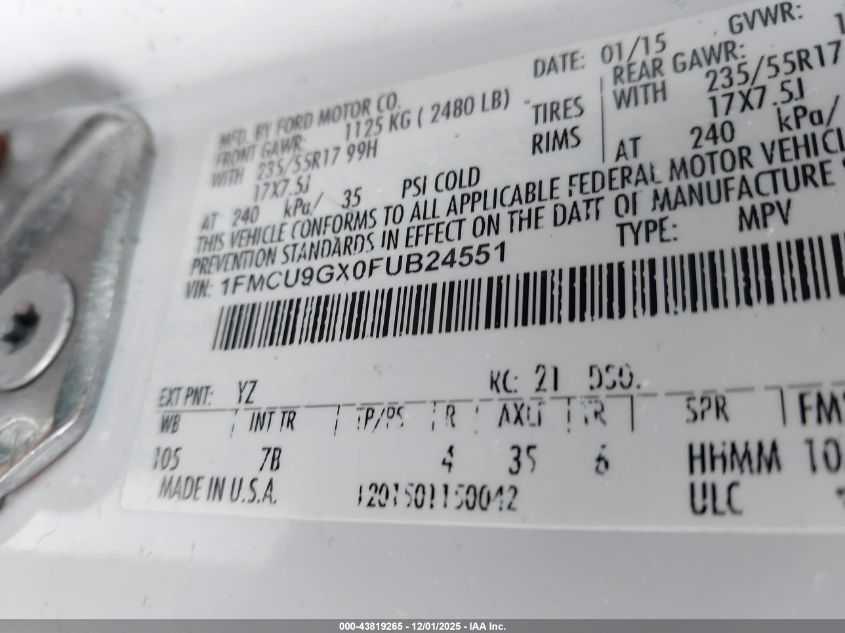 MFD. BY FORD MOTOR CO. DATE: 01/15 GVWR:
FRONT GAWR: 1125 KG ( 2480 LB) REAR GAWR:
WITH 235/55R17 99H TIRES WITH 235/55R17
17X7.5J RIMS 17X7.5J
AT 240 kPa/ 35 PSI COLD AT 240 kPa/
THIS VEHICLE CONFORMS TO ALL APPLICABLE FEDERAL MOTOR
PREVENTION STANDARDS IN EFFECT ON THE DATE OF MANUFACTURE
VIN: 1FMCU9GX0FUB24551 TYPE: MPV
EXT PNT: YZ RC: 21 DSO.
WB INT TR TP/PS R AXLE TR SPR
105 7B 4 35 6 HHMM
MADE IN U.S.A. ULC
000-43819265 - 12/01/2025 - IAA Inc.